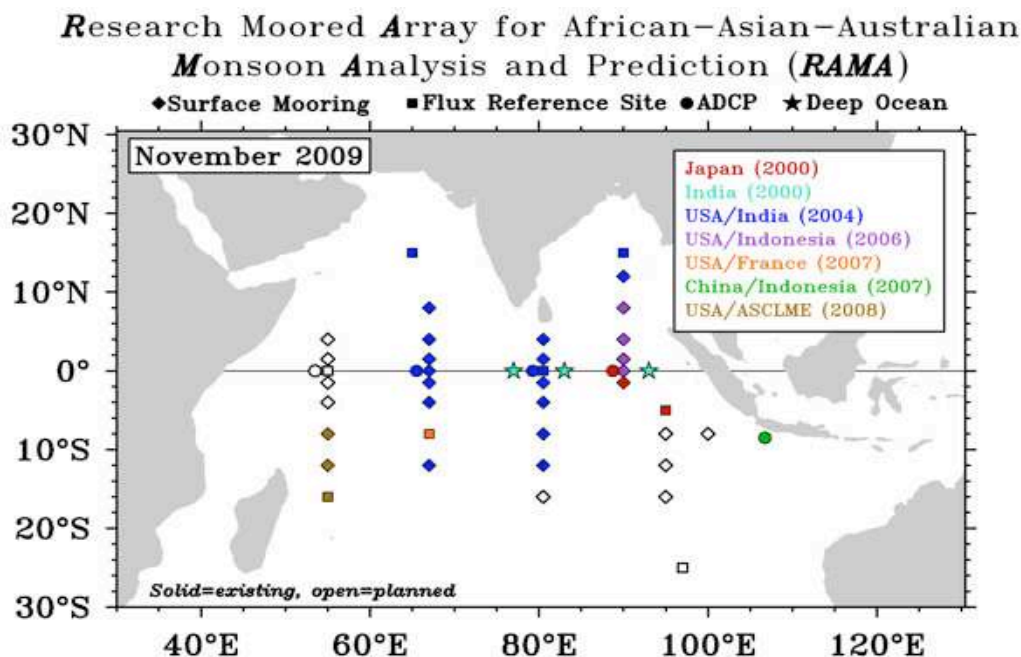 Research Moored Array for African-Asian-Australian
Monsoon Analysis and Prediction (RAMA)
◆Surface Mooring ■Flux Reference Site ●ADCP ★Deep Ocean
November 2009
Japan (2000)
India (2000)
USA/India (2004)
USA/Indonesia (2006)
USA/France (2007)
China/Indonesia (2007)
USA/ASCLME (2008)
30°N
20°N
10°N
0°
10°S
20°S
30°S
Solid=existing, open=planned
40°E 60°E 80°E 100°E 120°E